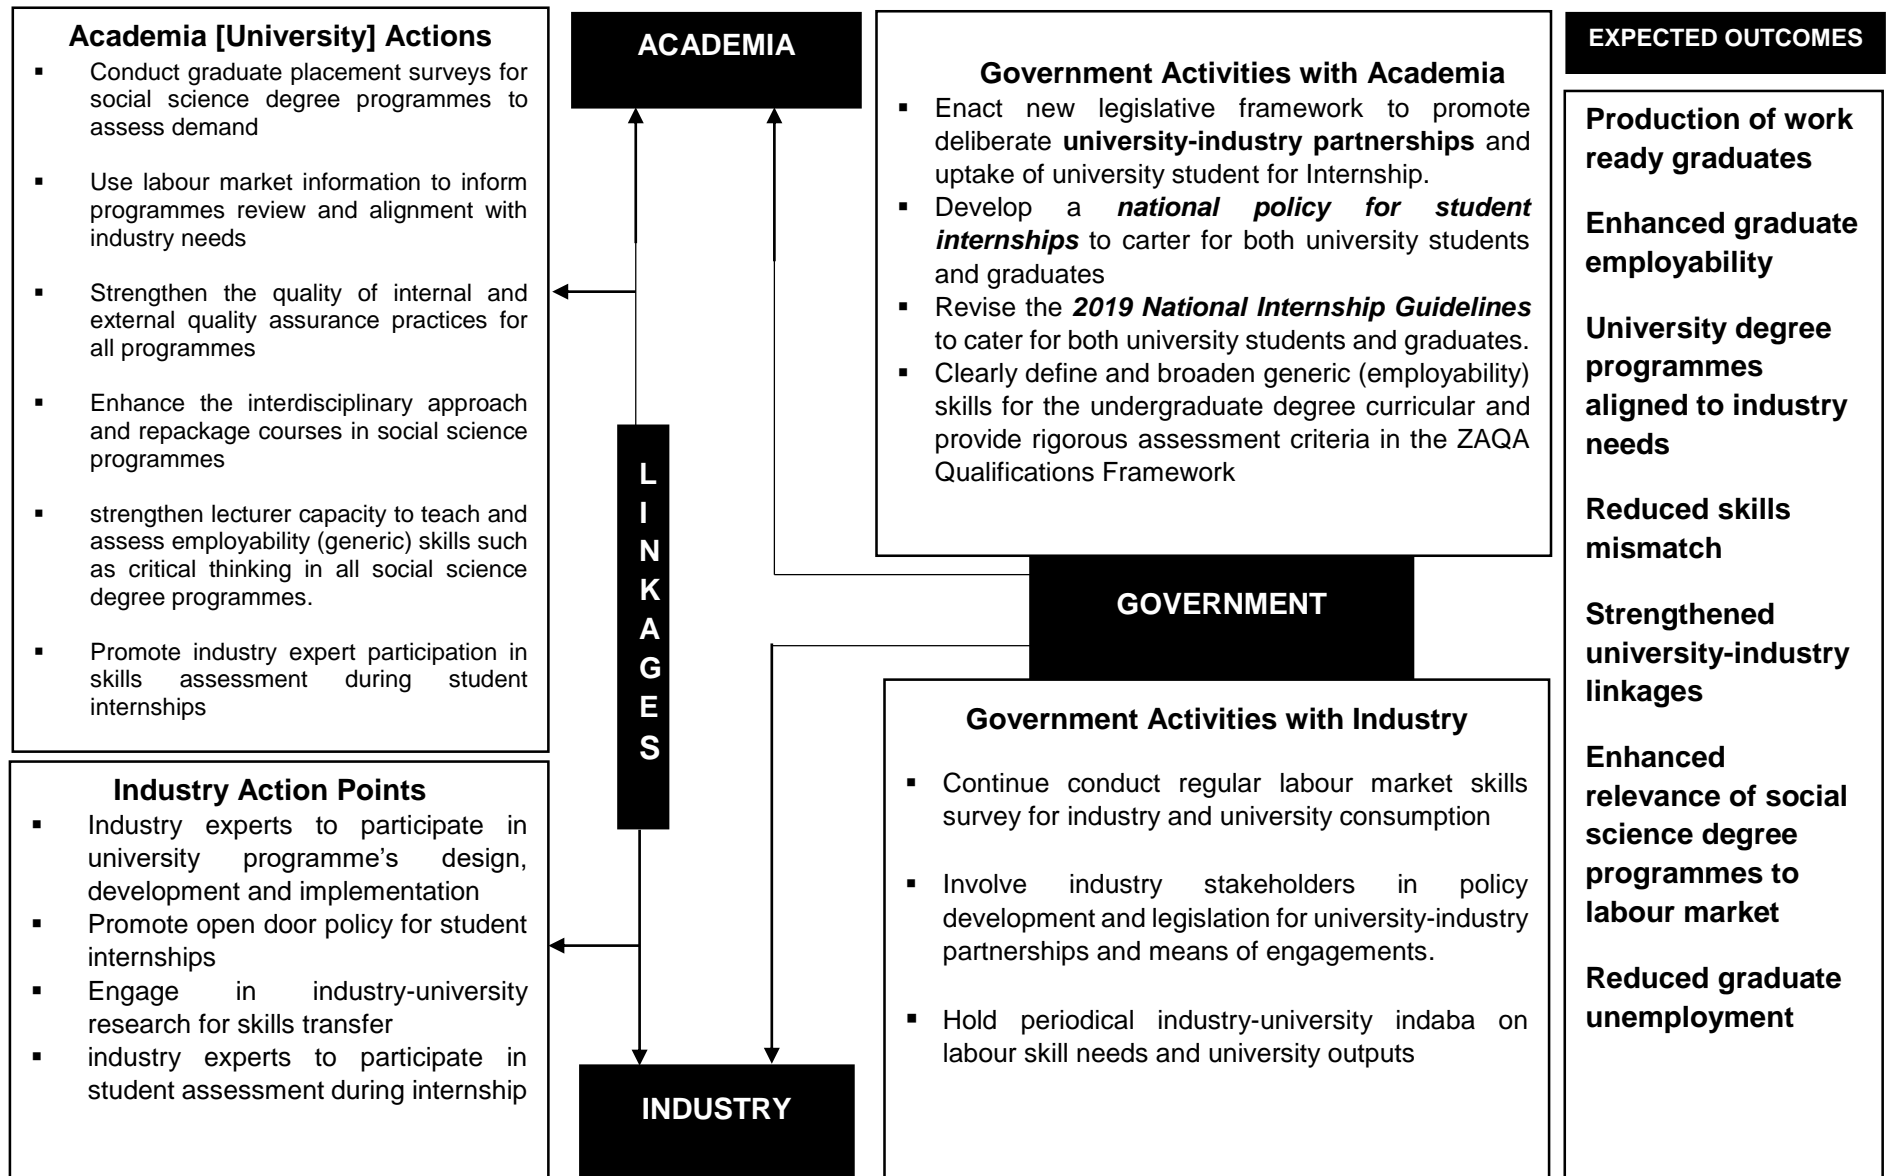 Academia [University] Actions
▪ Conduct graduate placement surveys for
social science degree programmes to
assess demand
▪ Use labour market information to inform
programmes review and alignment with
industry needs
▪ Strengthen the quality of internal and
external quality assurance practices for
all programmes
▪ Enhance the interdisciplinary approach
and repackage courses in social science
programmes
▪ strengthen lecturer capacity to teach and
assess employability (generic) skills such
as critical thinking in all social science
degree programmes.
▪ Promote industry expert participation in
skills assessment during student
internships
Industry Action Points
▪ Industry experts to participate in
university programme's design,
development and implementation
▪ Promote open door policy for student
internships
▪ Engage in industry-university
research for skills transfer
▪ industry experts to participate in
student assessment during internship
ACADEMIA
L
I
N
K
A
G
E
S
INDUSTRY
Government Activities with Academia
▪ Enact new legislative framework to promote
deliberate university-industry partnerships and
uptake of university student for Internship.
▪ Develop a national policy for student
internships to carter for both university students
and graduates
▪ Revise the 2019 National Internship Guidelines
to cater for both university students and graduates.
▪ Clearly define and broaden generic (employability)
skills for the undergraduate degree curricular and
provide rigorous assessment criteria in the ZAQA
Qualifications Framework
GOVERNMENT
Government Activities with Industry
▪ Continue conduct regular labour market skills
survey for industry and university consumption
▪ Involve industry stakeholders in policy
development and legislation for university-industry
partnerships and means of engagements.
▪ Hold periodical industry-university indaba on
labour skill needs and university outputs
EXPECTED OUTCOMES
Production of work
ready graduates
Enhanced graduate
employability
University degree
programmes
aligned to industry
needs
Reduced skills
mismatch
Strengthened
university-industry
linkages
Enhanced
relevance of social
science degree
programmes to
labour market
Reduced graduate
unemployment